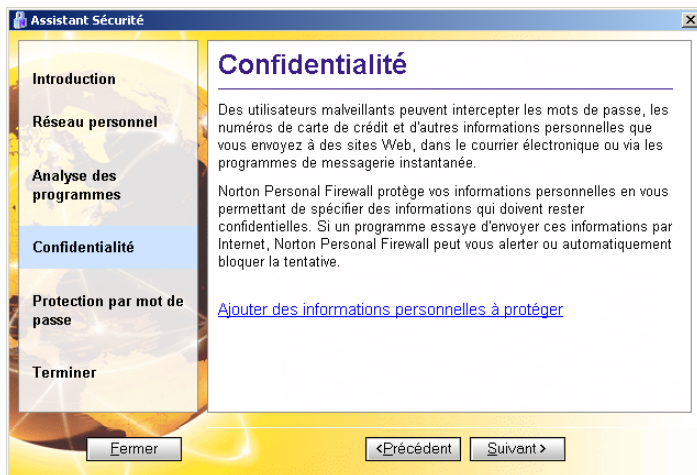 Assistant Sécurité
Introduction
Réseau personnel
Analyse des
programmes
Confidentialité
Protection par mot de
passe
Terminer
Confidentialité
Des utilisateurs malveillants peuvent intercepter les mots de passe, les
numéros de carte de crédit et d'autres informations personnelles que
vous envoyez à des sites Web, dans le courrier électronique ou via les
programmes de messagerie instantanée.
Norton Personal Firewall protège vos informations personnelles en vous
permettant de spécifier des informations qui doivent rester
confidentielles. Si un programme essaye d'envoyer ces informations par
Internet, Norton Personal Firewall peut vous alerter ou automatiquement
bloquer la tentative.
Ajouter des informations personnelles à protéger
Fermer
<Précédent
Suivant >